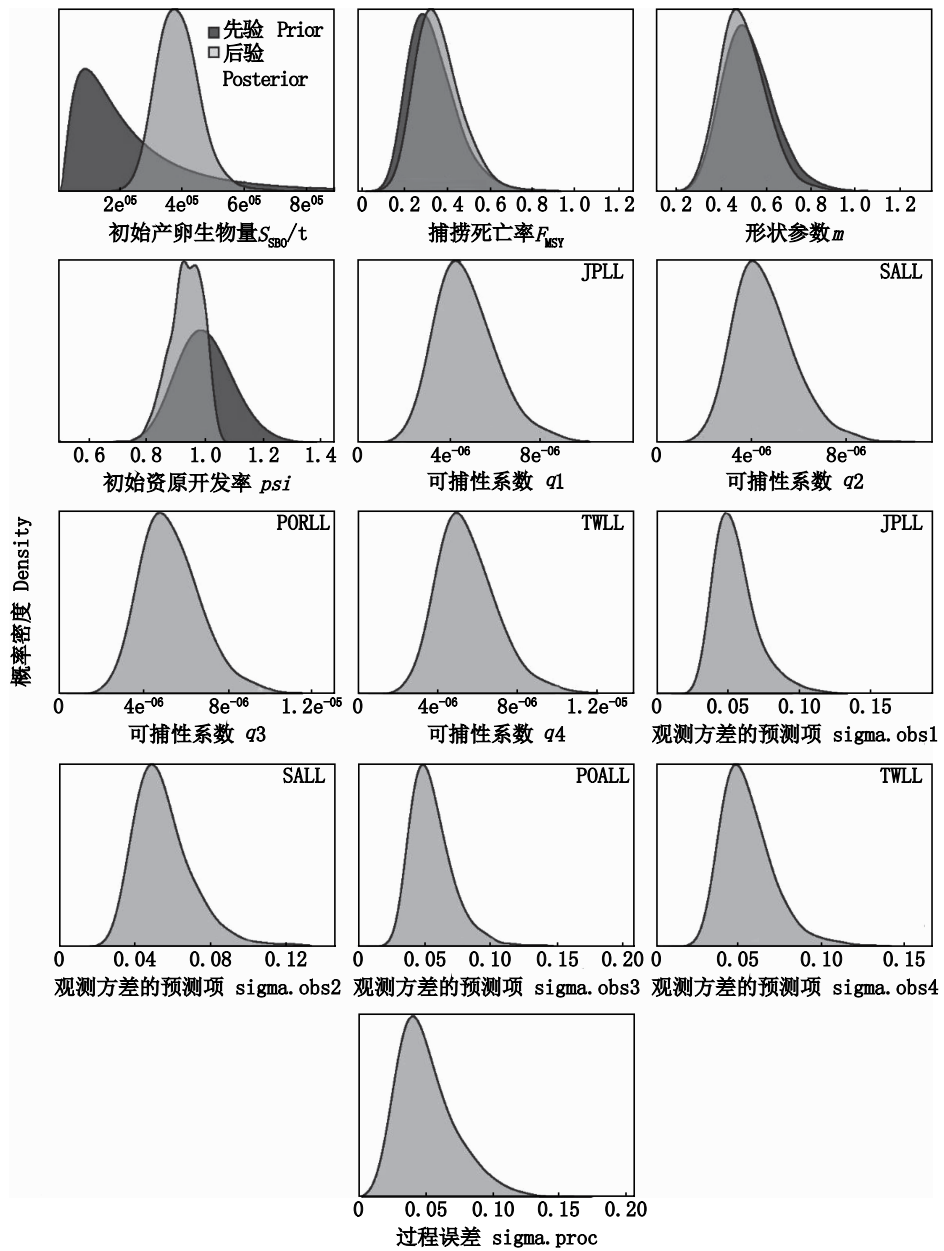 先验 Prior
后验
Posterior
2e⁰⁵ 4e⁰⁵ 6e⁰⁵ 8e⁰⁵
初始产卵生物量S_SB0/t
0 0.2 0.4 0.6 0.8 1.0 1.2
捕捞死亡率F_MSY
0.2 0.4 0.6 0.8 1.0 1.2
形状参数m
0.6 0.8 1.0 1.2 1.4
初始资原开发率 psi
JPLL
0 4e⁻⁰⁶ 8e⁻⁰⁶
可捕性系数 q1
SALL
0 4e⁻⁰⁶ 8e⁻⁰⁶
可捕性系数 q2
概率密度 Density
PORLL
0 4e⁻⁰⁶ 8e⁻⁰⁶ 1.2e⁻⁰⁵
可捕性系数 q3
TWLL
0 4e⁻⁰⁶ 8e⁻⁰⁶ 1.2e⁻⁰⁵
可捕性系数 q4
JPLL
0 0.05 0.10 0.15
观测方差的预测项 sigma.obs1
SALL
0 0.04 0.08 0.12
观测方差的预测项 sigma.obs2
POALL
0 0.05 0.10 0.15 0.20
观测方差的预测项 sigma.obs3
TWLL
0 0.05 0.10 0.15
观测方差的预测项 sigma.obs4
0 0.05 0.10 0.15 0.20
过程误差 sigma.proc